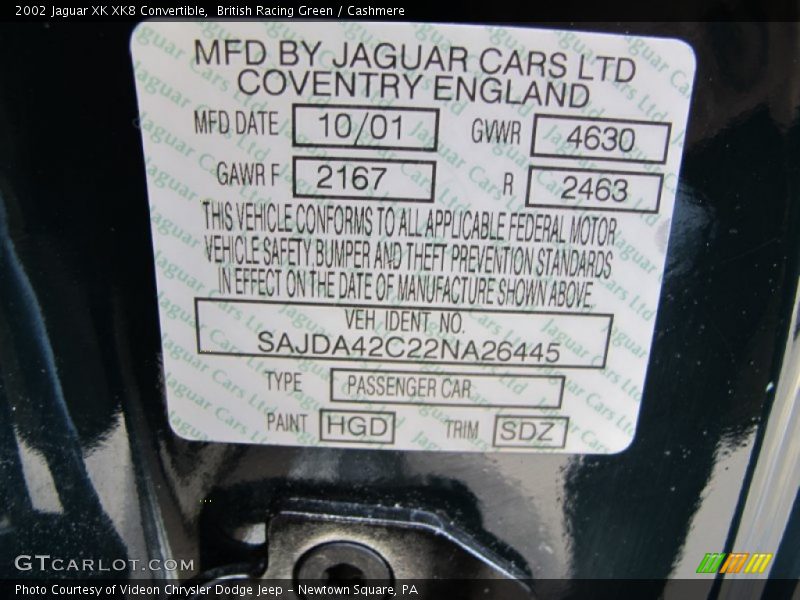 2002 Jaguar XK XK8 Convertible,  British Racing Green / Cashmere
MFD BY JAGUAR CARS LTD
COVENTRY ENGLAND
MFD DATE 10/01 GVWR 4630
GAWR F 2167 R 2463
THIS VEHICLE CONFORMS TO ALL APPLICABLE FEDERAL MOTOR
VEHICLE SAFETY BUMPER AND THEFT PREVENTION STANDARDS
IN EFFECT ON THE DATE OF MANUFACTURE SHOWN ABOVE.
VEH IDENT NO.
SAJDA42C22NA26445
TYPE PASSENGER CAR
PAINT HGD TRIM SDZ
GTCARLOT.COM
Photo Courtesy of Videon Chrysler Dodge Jeep - Newtown Square, PA